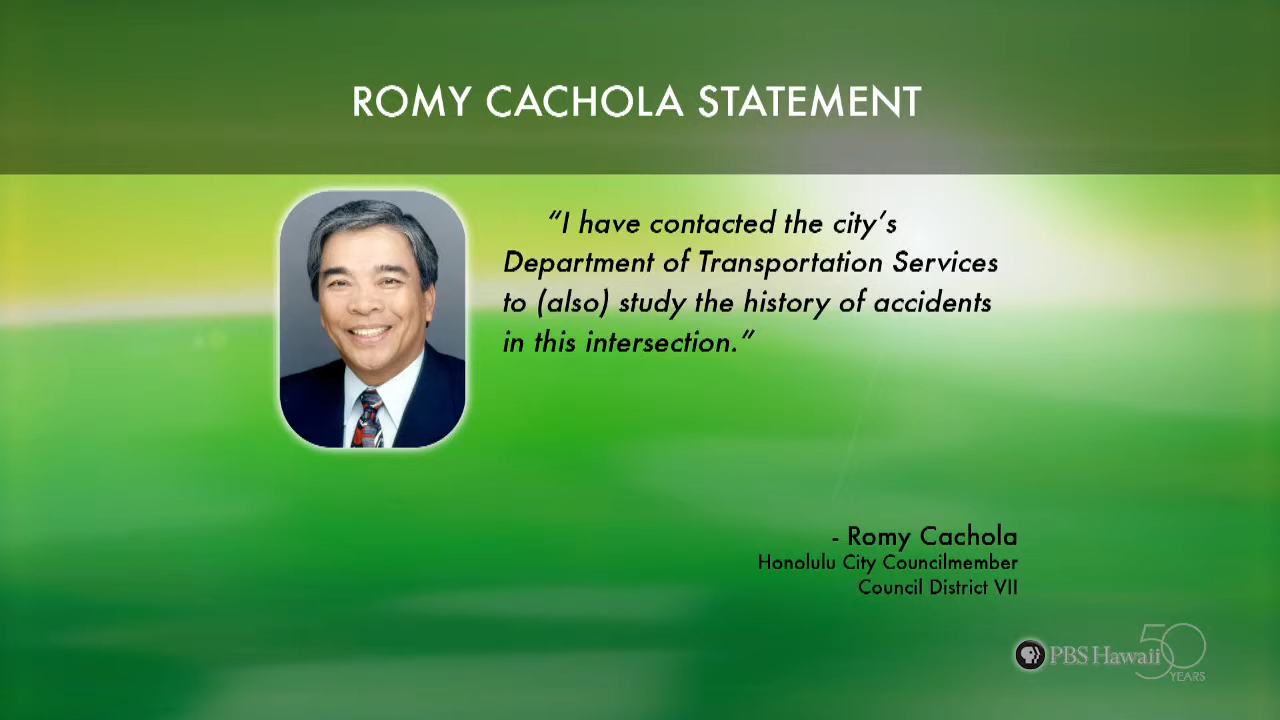 ROMY CACHOLA STATEMENT
“I have contacted the city’s
Department of Transportation Services
to (also) study the history of accidents
in this intersection.”
- Romy Cachola
Honolulu City Councilmember
Council District VII
PBS Hawaii 50
YEARS